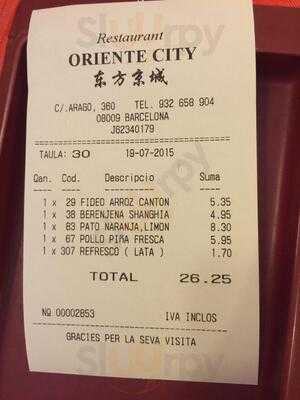 Restaurant
ORIENTE CITY
东方京城
C/.ARAGO, 360 TEL. 932 658 904
08009 BARCELONA
J62340179
TAULA: 30 19-07-2015
Qan. Cod. Descripcio Suma
1 x 29 FIDEO ARROZ CANTON 5.35
1 x 38 BERENJENA SHANGHIA 4.95
1 x 83 PATO NARANJA,LIMON 8.30
1 x 67 POLLO PIÑA FRESCA 5.95
1 x 307 REFRESCO ( LATA ) 1.70
TOTAL 26.25
NQ 00002853 IVA INCLOS
GRACIES PER LA SEVA VISITA